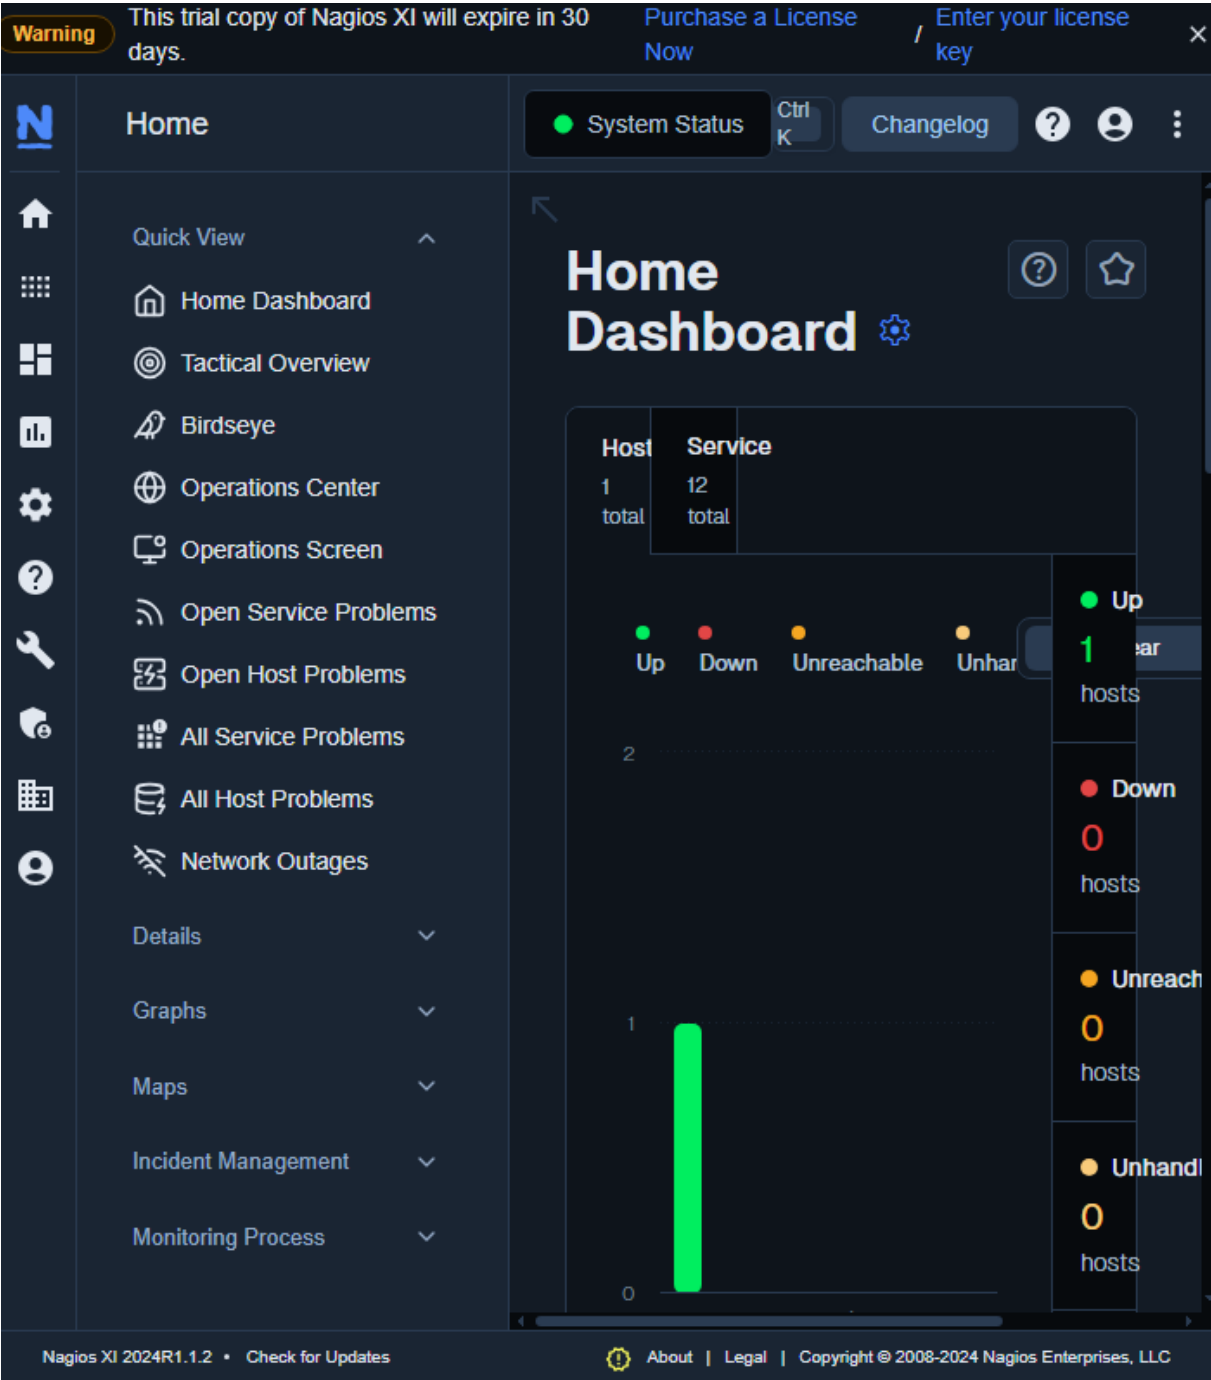 Warning
This trial copy of Nagios XI will expire in 30
days.
Purchase a License
Now
/
Enter your license
key
N
Home
System Status
Ctrl
K
Changelog
Quick View
Home Dashboard
Tactical Overview
Birdseye
Operations Center
Operations Screen
Open Service Problems
Open Host Problems
All Service Problems
All Host Problems
Network Outages
Details
Graphs
Maps
Incident Management
Monitoring Process
Home
Dashboard
Host
1
total
Service
12
total
Up
Down
Unreachable
Unhan
ear
2
1
0
Up
1
hosts
Down
0
hosts
Unreach
0
hosts
Unhandl
0
hosts
Nagios XI 2024R1.1.2 • Check for Updates
About | Legal | Copyright © 2008-2024 Nagios Enterprises, LLC